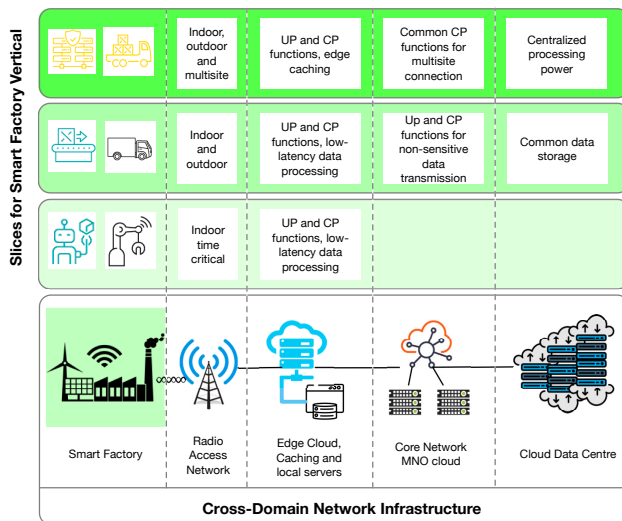 Slices for Smart Factory Vertical
Indoor,
outdoor
and
multisite
UP and CP
functions, edge
caching
Common CP
functions for
multisite
connection
Centralized
processing
power
Indoor
and
outdoor
UP and CP
functions, low-
latency data
processing
Up and CP
functions for
non-sensitive
data
transmission
Common data
storage
Indoor
time
critical
UP and CP
functions, low-
latency data
processing
Smart Factory
Radio
Access
Network
Edge Cloud,
Caching and
local servers
Core Network
MNO cloud
Cloud Data Centre
Cross-Domain Network Infrastructure